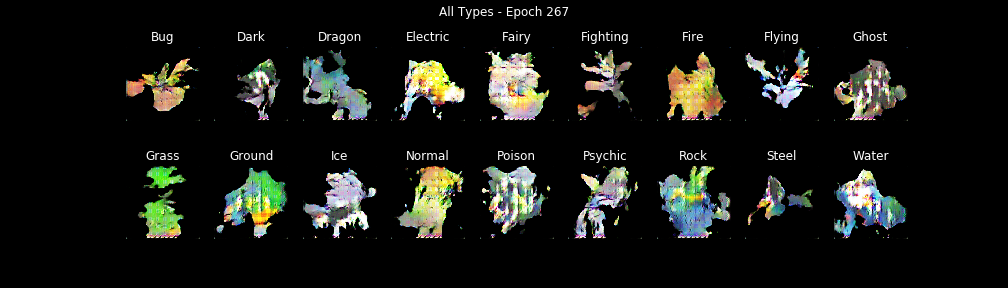 All Types - Epoch 267
Bug Dark Dragon Electric Fairy Fighting Fire Flying Ghost
Grass Ground Ice Normal Poison Psychic Rock Steel Water